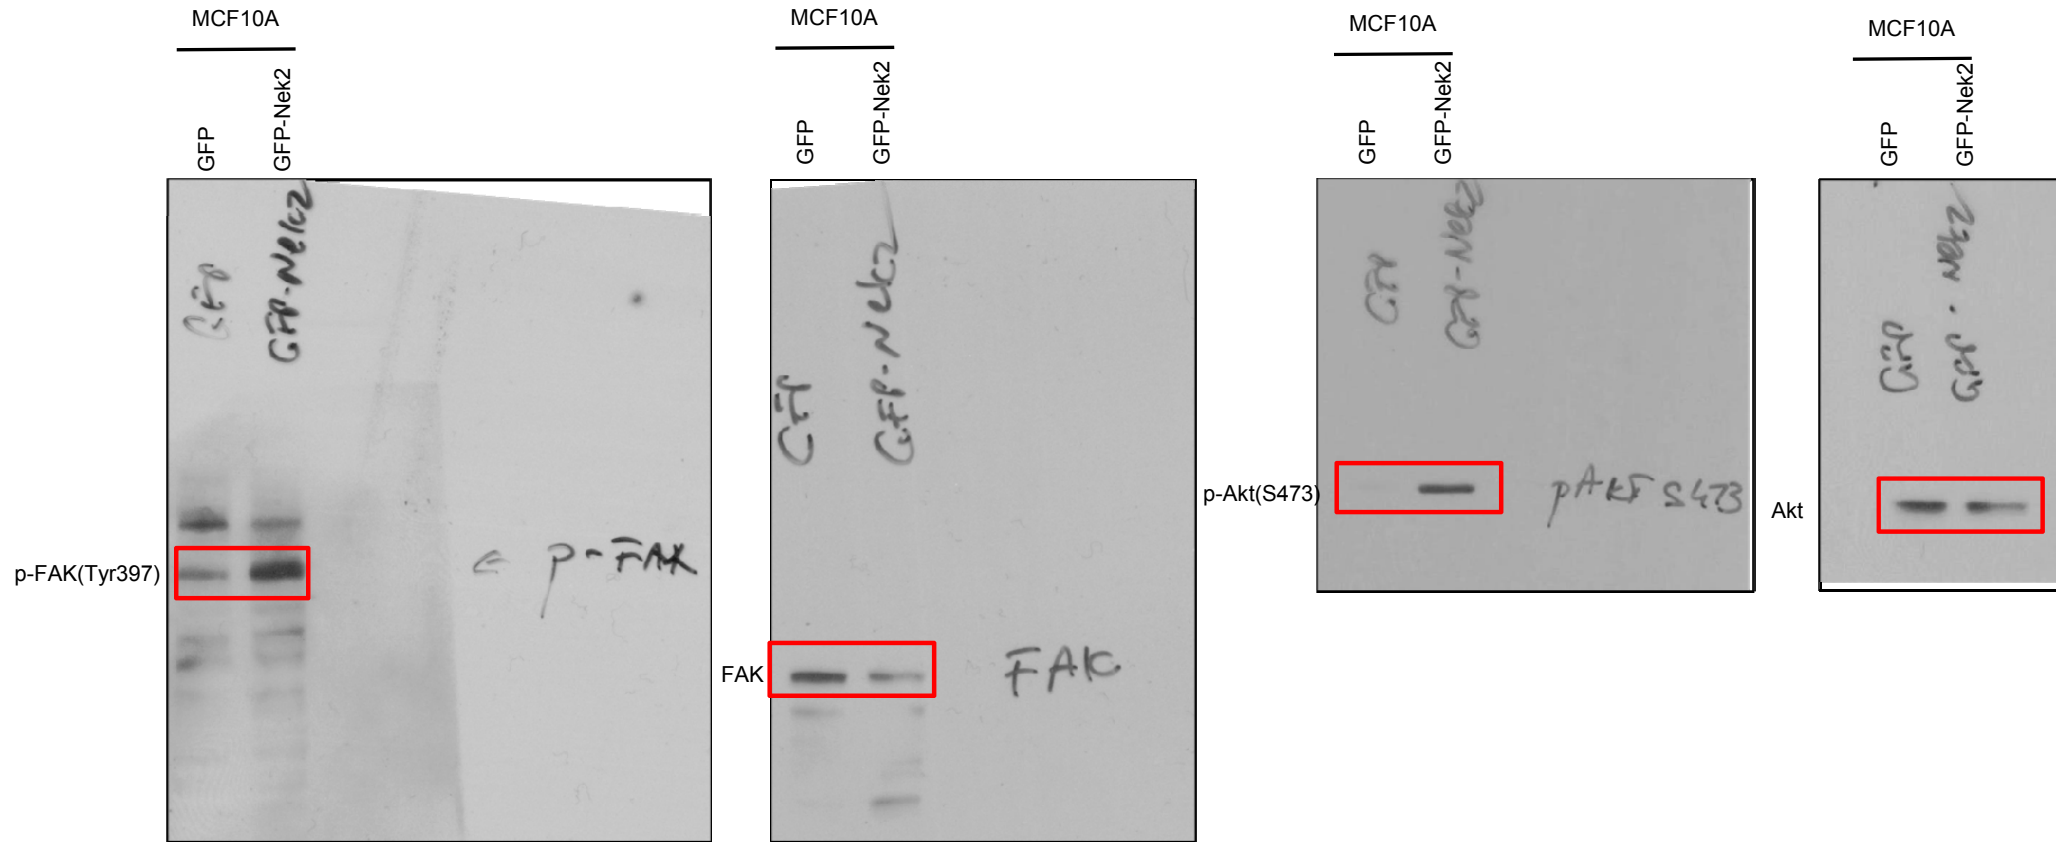 MCF10A
GFP
GFP-Nek2
GFP
GFP-Nek2
p-FAK(Tyr397)
← p-FAK
MCF10A
GFP
GFP-Nek2
GFP
GFP-Nek2
FAK
FAK
MCF10A
GFP
GFP-Nek2
GFP
GFP-Nek2
p-Akt(S473)
pAKT S473
MCF10A
GFP
GFP-Nek2
GFP
GFP-Nek2
Akt